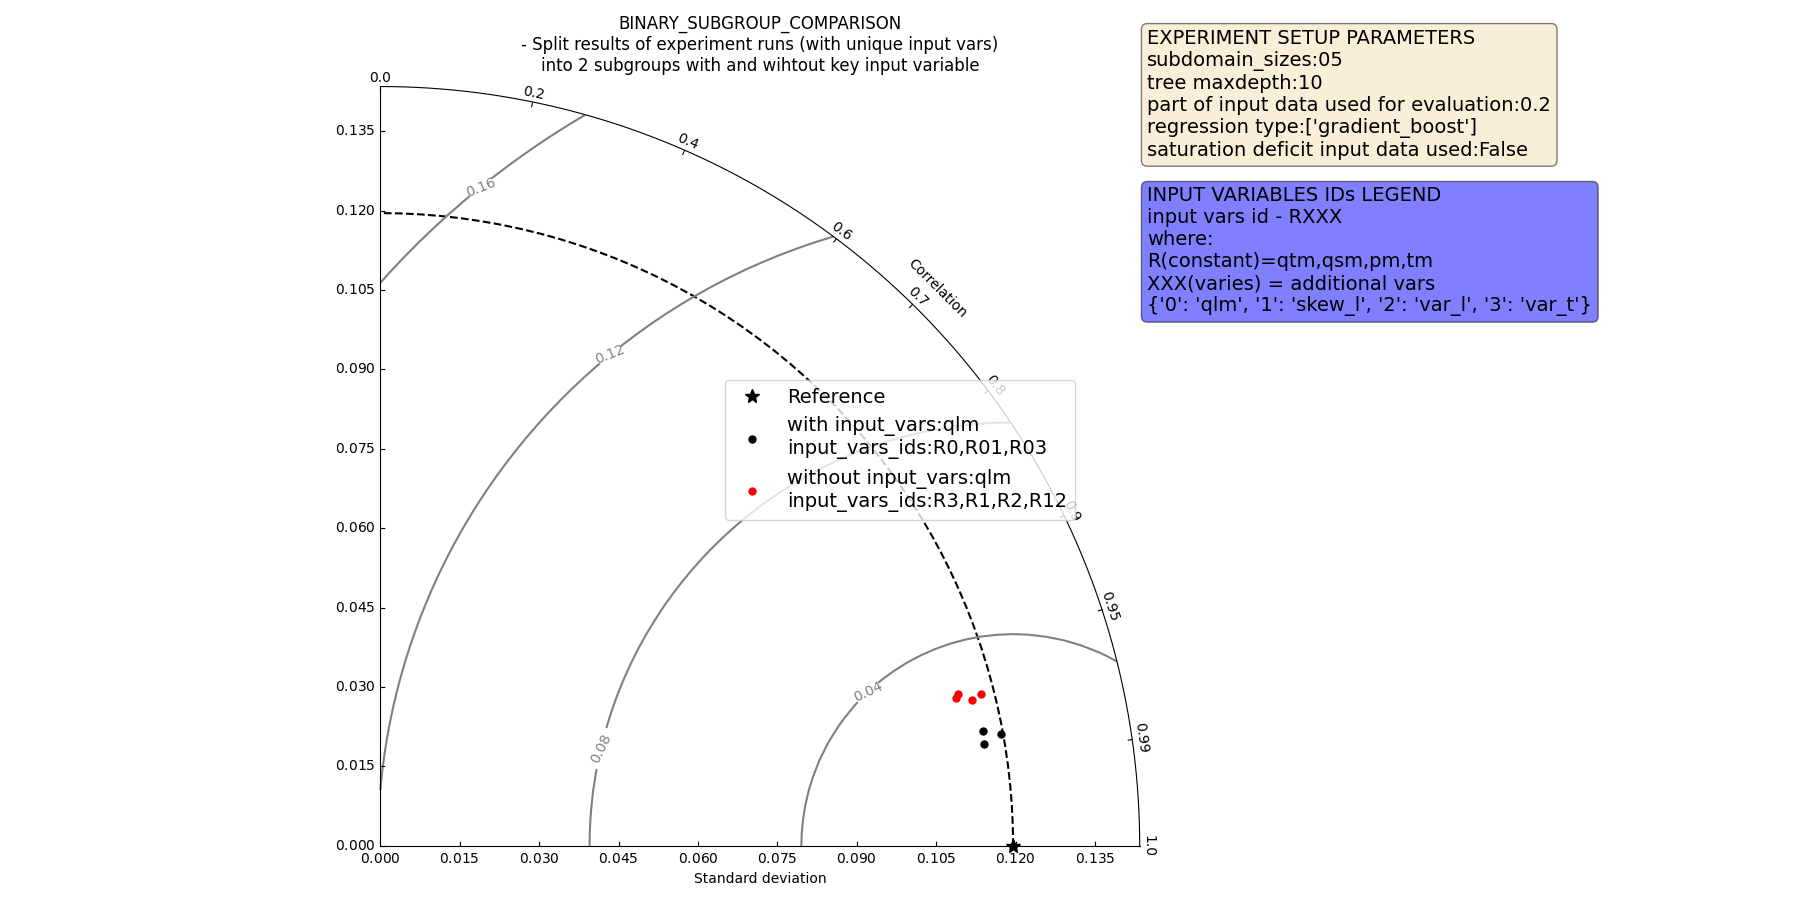 BINARY_SUBGROUP_COMPARISON
- Split results of experiment runs (with unique input vars)
into 2 subgroups with and wihtout key input variable
EXPERIMENT SETUP PARAMETERS
subdomain_sizes:05
tree maxdepth:10
part of input data used for evaluation:0.2
regression type:['gradient_boost']
saturation deficit input data used:False
INPUT VARIABLES IDs LEGEND
input vars id - RXXX
where:
R(constant)=qtm,qsm,pm,tm
XXX(varies) = additional vars
{'0': 'qlm', '1': 'skew_l', '2': 'var_l', '3': 'var_t'}
0.0
0.2
0.4
0.6
Correlation
0.7
0.8
0.9
0.95
0.99
1.0
0.135
0.120
0.105
0.090
0.075
0.060
0.045
0.030
0.015
0.000
0.16
0.12
0.08
0.04
Reference
with input_vars:qlm
input_vars_ids:R0,R01,R03
without input_vars:qlm
input_vars_ids:R3,R1,R2,R12
0.000 0.015 0.030 0.045 0.060 0.075 0.090 0.105 0.120 0.135
Standard deviation